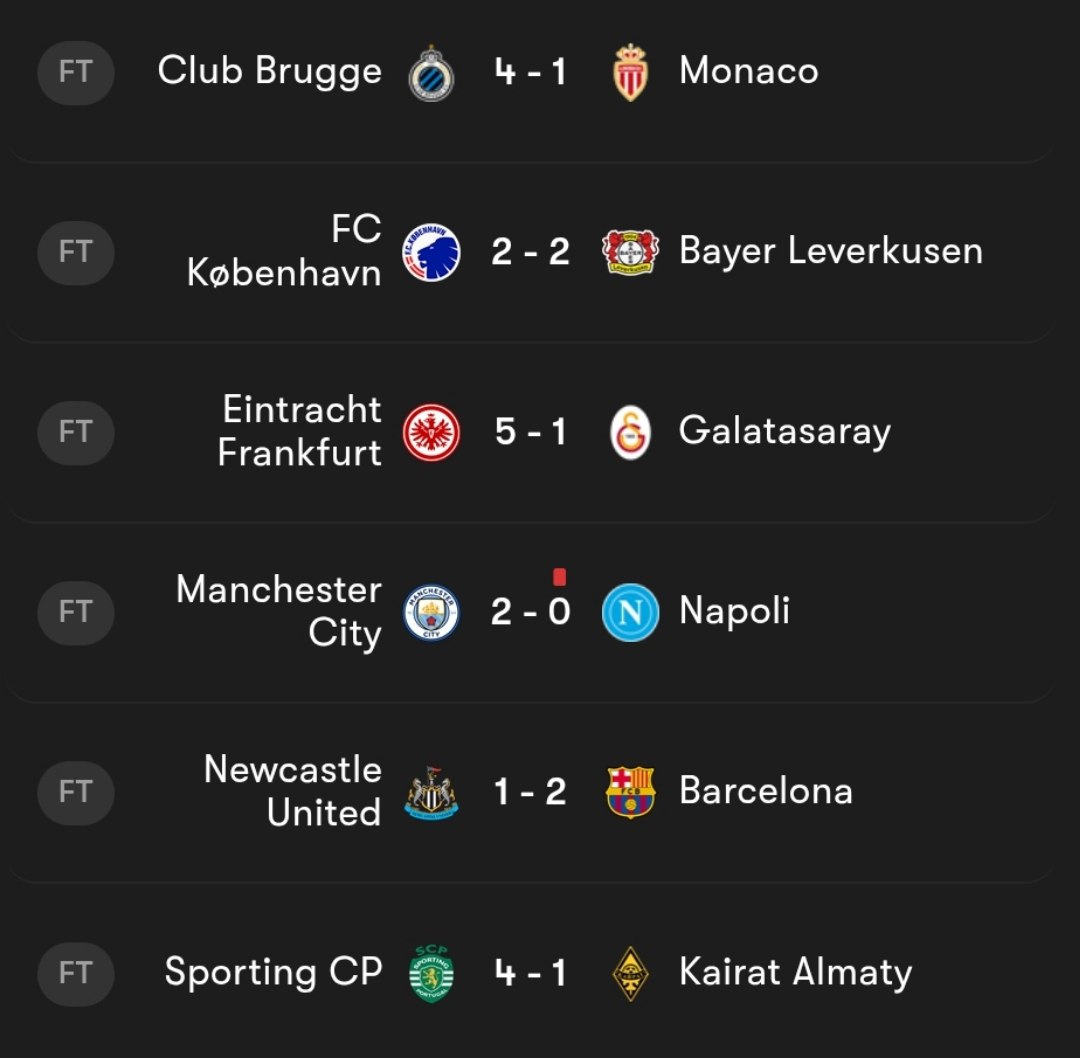 FT Club Brugge 4 - 1 Monaco
FC
København
FT 2 - 2 Bayer Leverkusen
Eintracht
Frankfurt
FT 5 - 1 Galatasaray
Manchester
City
FT 2 - 0 Napoli
Newcastle
United
FT 1 - 2 Barcelona
FT Sporting CP 4 - 1 Kairat Almaty